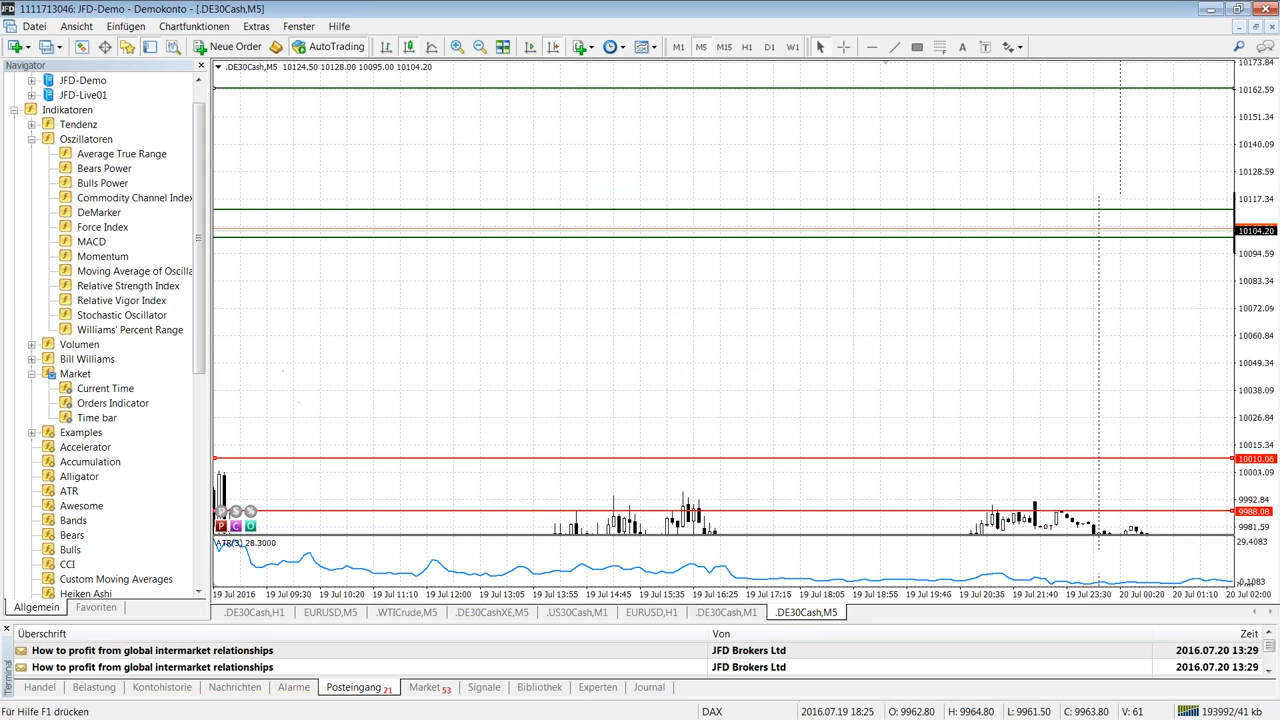 1111713046: JFD-Demo - Demokonto - [.DE30Cash,M5]
Datei Ansicht Einfügen Chartfunktionen Extras Fenster Hilfe
Neue Order AutoTrading M1 M5 M15 H1 D1 W1
Navigator
JFD-Demo
JFD-Live01
Indikatoren
Tendenz
Oszillatoren
Average True Range
Bears Power
Bulls Power
Commodity Channel Index
DeMarker
Force Index
MACD
Momentum
Moving Average of Oscilla
Relative Strength Index
Relative Vigor Index
Stochastic Oscillator
Williams' Percent Range
Volumen
Bill Williams
Market
Current Time
Orders Indicator
Time bar
Examples
Accelerator
Accumulation
Alligator
ATR
Awesome
Bands
Bears
Bulls
CCI
Custom Moving Averages
Heiken Ashi
Allgemein Favoriten
.DE30Cash,M5 10124.50 10128.00 10095.00 10104.20
10173.84
10162.59
10151.34
10140.09
10128.59
10117.34
10104.20
10094.59
10083.34
10072.09
10060.84
10049.34
10038.09
10026.84
10015.34
10010.06
10003.09
9992.84
9988.08
9981.59
P S %
P C O
ATR(3) 28.3000
29.4083
0.1083
19 Jul 2016 19 Jul 09:30 19 Jul 10:20 19 Jul 11:10 19 Jul 12:00 19 Jul 13:05 19 Jul 13:55 19 Jul 14:45 19 Jul 15:35 19 Jul 16:25 19 Jul 17:15 19 Jul 18:05 19 Jul 18:55 19 Jul 19:45 19 Jul 20:35 19 Jul 21:40 19 Jul 23:30 20 Jul 00:20 20 Jul 01:10 20 Jul 02:00
.DE30Cash,H1 EURUSD,M5 .WTICrude,M5 .DE30CashXE,M5 .US30Cash,M1 EURUSD,H1 .DE30Cash,M1 .DE30Cash,M5
Terminal
Überschrift Von Zeit
How to profit from global intermarket relationships JFD Brokers Ltd 2016.07.20 13:29
How to profit from global intermarket relationships JFD Brokers Ltd 2016.07.20 13:29
Handel Belastung Kontohistorie Nachrichten Alarme Posteingang 21 Market 53 Signale Bibliothek Experten Journal
Für Hilfe F1 drücken DAX 2016.07.19 18:25 O: 9962.80 H: 9964.80 L: 9961.50 C: 9963.80 V: 61 193992/41 kb